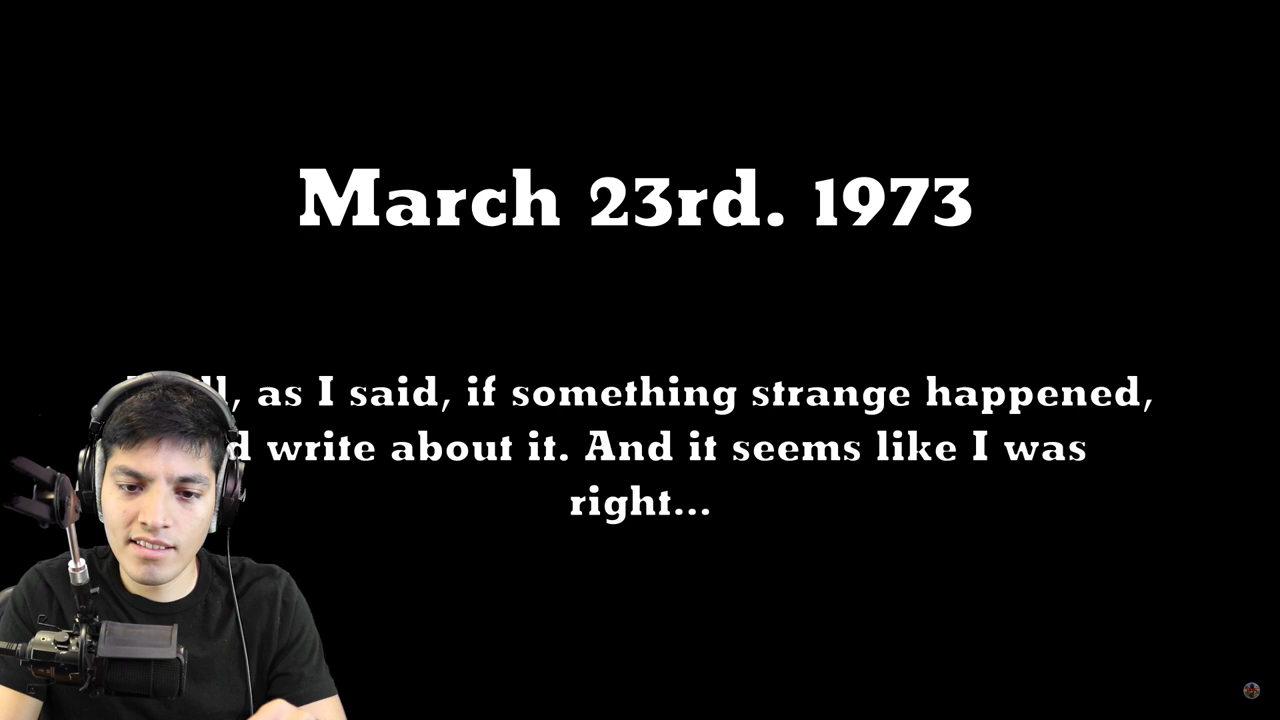 March 23rd. 1973
as I said, if something strange happened,
write about it. And it seems like I was
right...